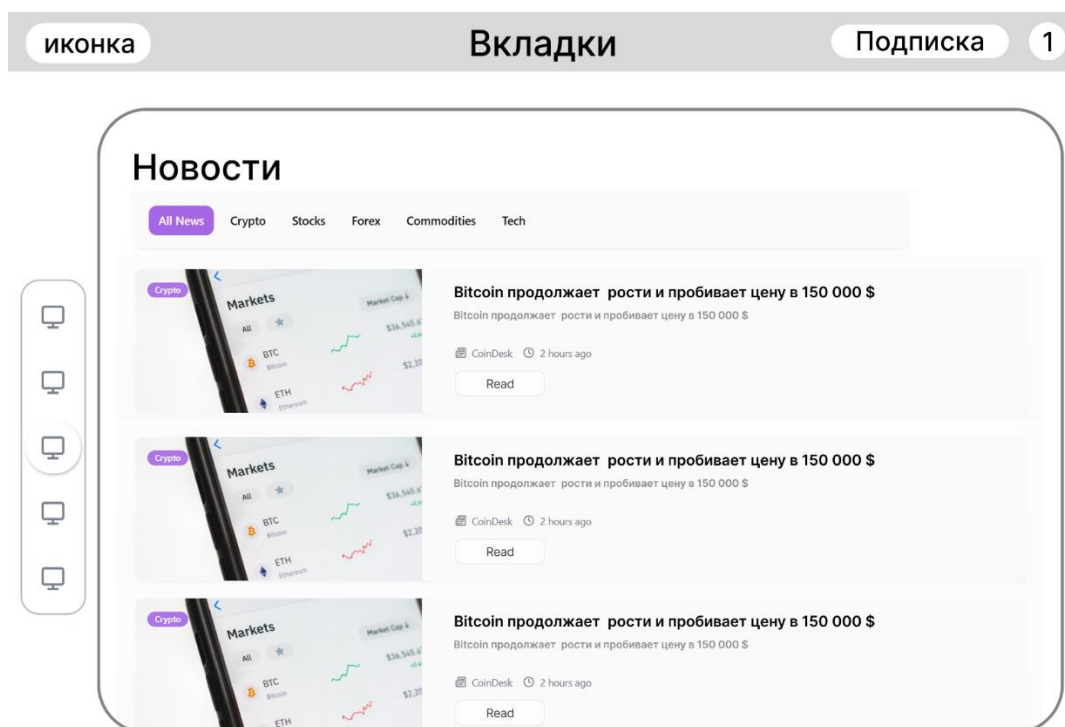 иконка
Вкладки
Подписка
1
Новости
All News Crypto Stocks Forex Commodities Tech
Crypto
Markets
Market Cap
All
BTC
Bitcoin
ETH
Ethereum
Bitcoin продолжает рости и пробивает цену в 150 000 $
Bitcoin продолжает рости и пробивает цену в 150 000 $
CoinDesk 2 hours ago
Read
Crypto
Markets
Market Cap
All
BTC
Bitcoin
ETH
Ethereum
Bitcoin продолжает рости и пробивает цену в 150 000 $
Bitcoin продолжает рости и пробивает цену в 150 000 $
CoinDesk 2 hours ago
Read
Crypto
Markets
Market Cap
All
BTC
Bitcoin
ETH
Bitcoin продолжает рости и пробивает цену в 150 000 $
Bitcoin продолжает рости и пробивает цену в 150 000 $
CoinDesk 2 hours ago
Read